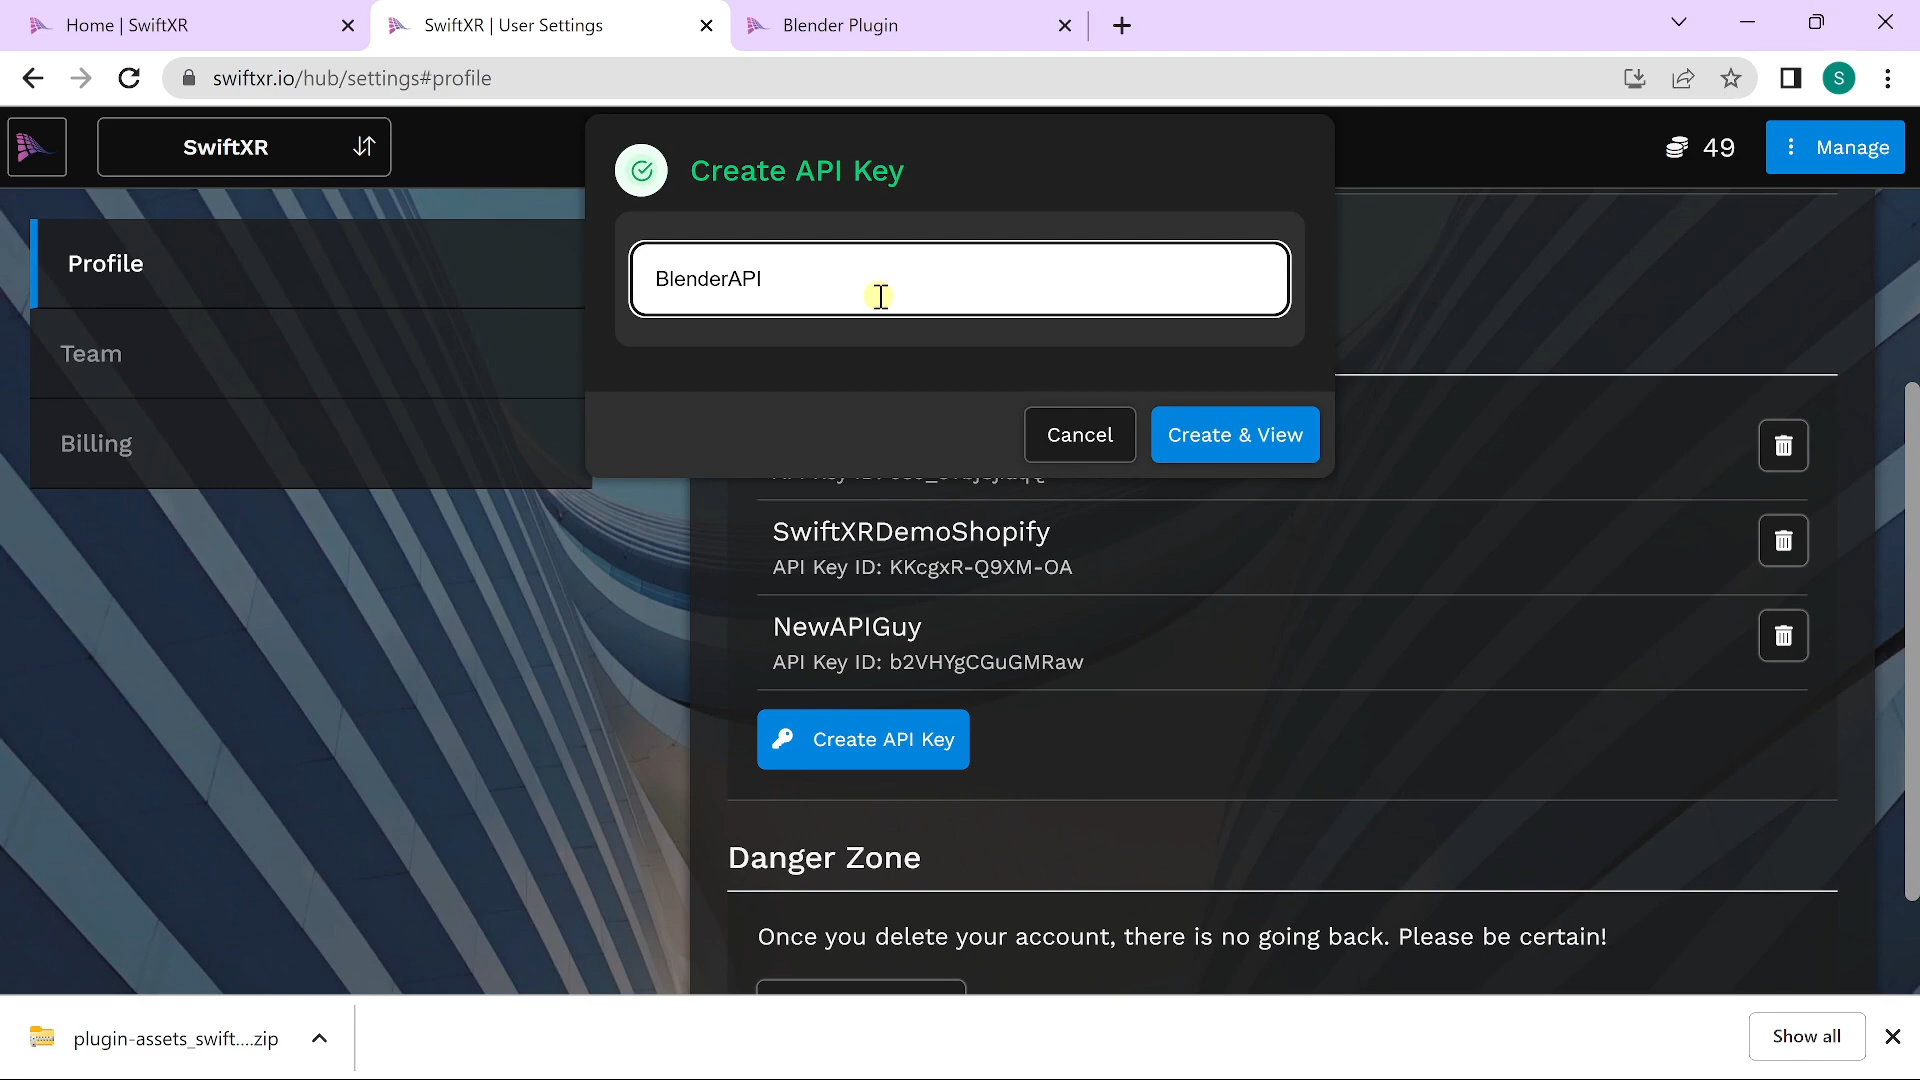 Home | SwiftXR
SwiftXR | User Settings
Blender Plugin
swiftxr.io/hub/settings#profile
S
SwiftXR
49
Manage
Create API Key
BlenderAPI
Cancel
Create & View
Profile
Team
Billing
SwiftXRDemoShopify
API Key ID: KKcgxR-Q9XM-OA
NewAPIGuy
API Key ID: b2VHYgCGuGMRaw
Create API Key
Danger Zone
Once you delete your account, there is no going back. Please be certain!
plugin-assets_swift....zip
Show all